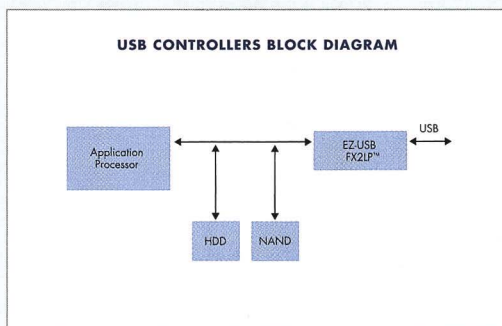 USB CONTROLLERS BLOCK DIAGRAM
Application
Processor
EZ-USB
FX2LP™
USB
HDD
NAND